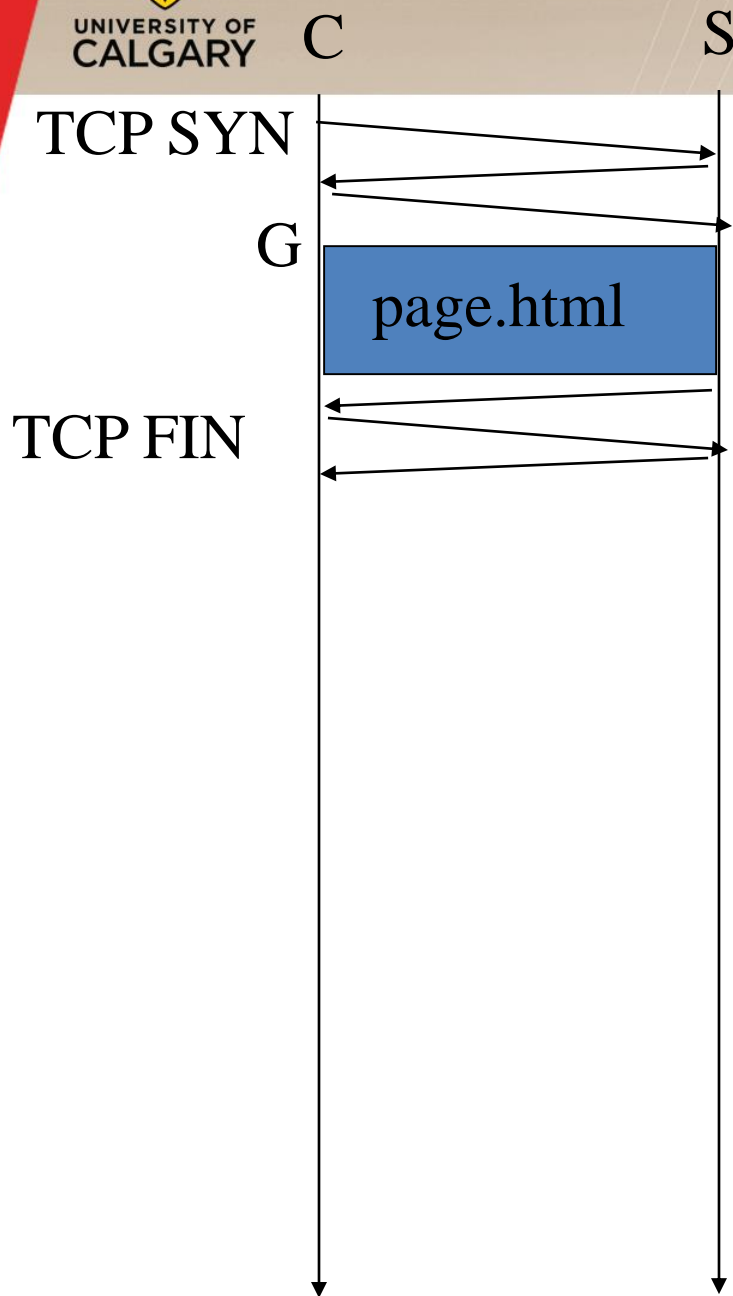 UNIVERSITY OF
CALGARY
C
S
TCP SYN
G
page.html
TCP FIN